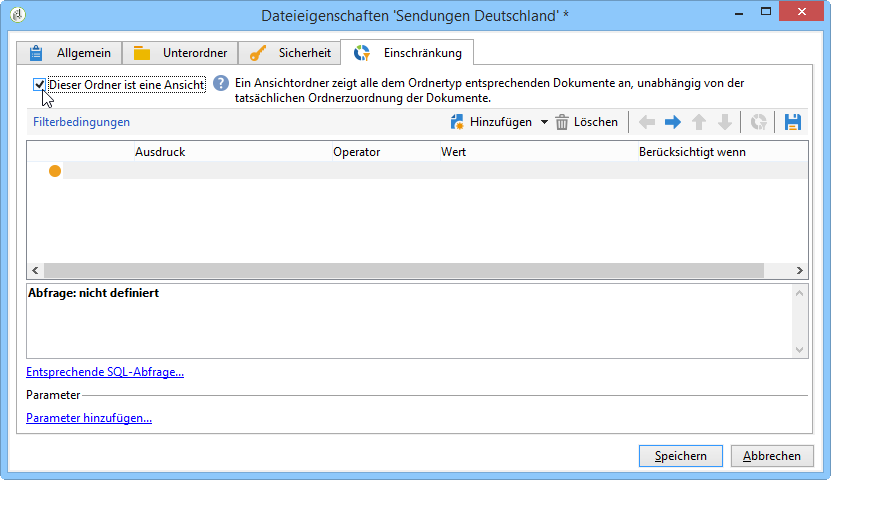 Dateieigenschaften 'Sendungen Deutschland' *
Allgemein
Unterordner
Sicherheit
Einschränkung
Dieser Ordner ist eine Ansicht
? Ein Ansichtordner zeigt alle dem Ordnertyp entsprechenden Dokumente an, unabhängig von der
tatsächlichen Ordnerzuordnung der Dokumente.
Filterbedingungen
Hinzufügen
Löschen
Ausdruck
Operator
Wert
Berücksichtigt wenn
Abfrage: nicht definiert
Entsprechende SQL-Abfrage...
Parameter
Parameter hinzufügen...
Speichern
Abbrechen